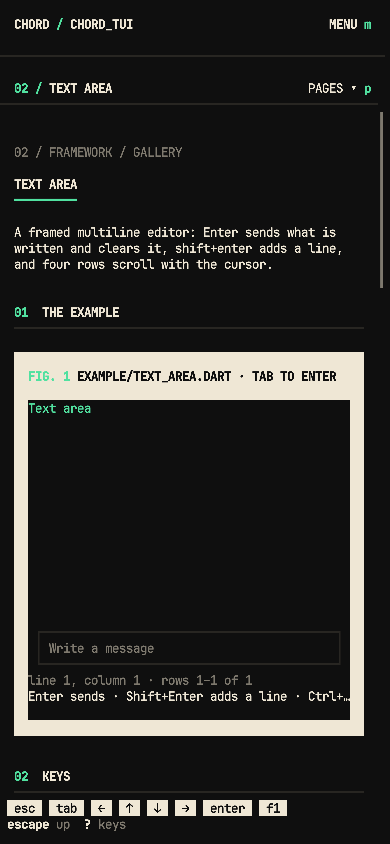 CHORD / CHORD_TUI MENU m
02 / TEXT AREA PAGES ▾ p
02 / FRAMEWORK / GALLERY
TEXT AREA
A framed multiline editor: Enter sends what is
written and clears it, shift+enter adds a line,
and four rows scroll with the cursor.
01 THE EXAMPLE
FIG. 1 EXAMPLE/TEXT_AREA.DART · TAB TO ENTER
Text area
Write a message
line 1, column 1 · rows 1–1 of 1
Enter sends · Shift+Enter adds a line · Ctrl+…
02 KEYS
esc tab ← ↑ ↓ → enter f1
escape up ? keys